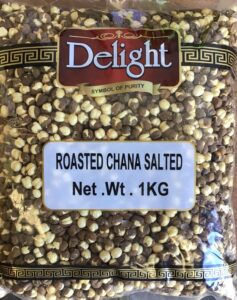 Delight
SYMBOL OF PURITY
ROASTED CHANA SALTED
Net .Wt . 1KG